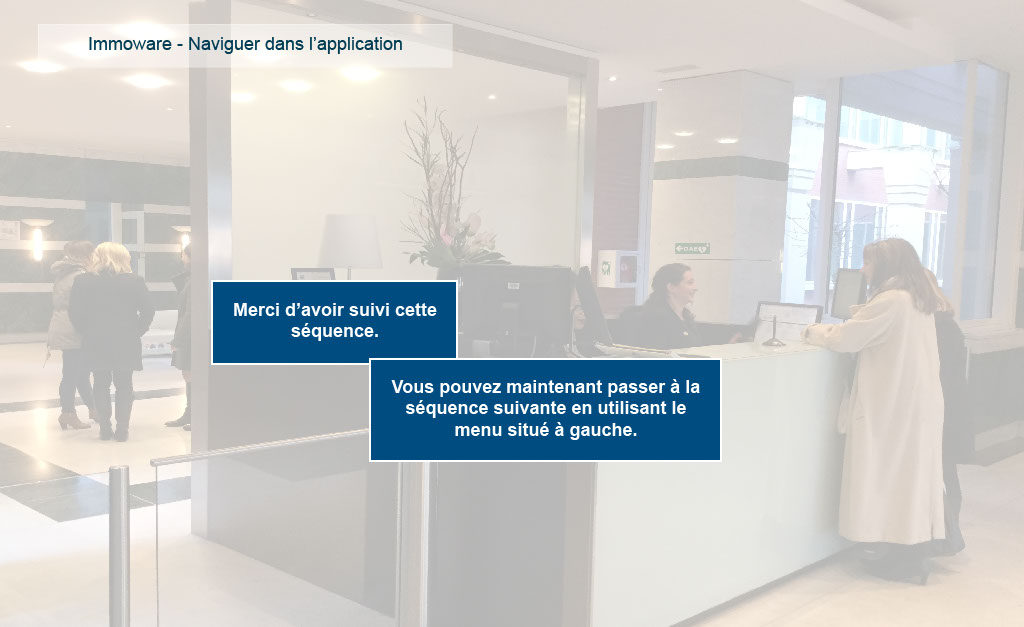 Immoware - Naviguer dans l’application
Merci d’avoir suivi cette
séquence.
Vous pouvez maintenant passer à la
séquence suivante en utilisant le
menu situé à gauche.